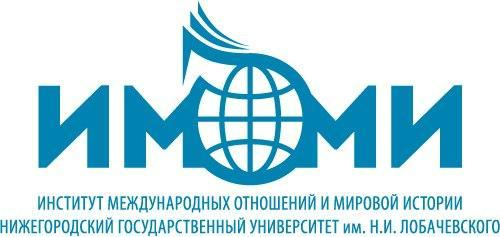 ИМОМИ
ИНСТИТУТ МЕЖДУНАРОДНЫХ ОТНОШЕНИЙ И МИРОВОЙ ИСТОРИИ
НИЖЕГОРОДСКИЙ ГОСУДАРСТВЕННЫЙ УНИВЕРСИТЕТ им. Н.И. ЛОБАЧЕВСКОГО